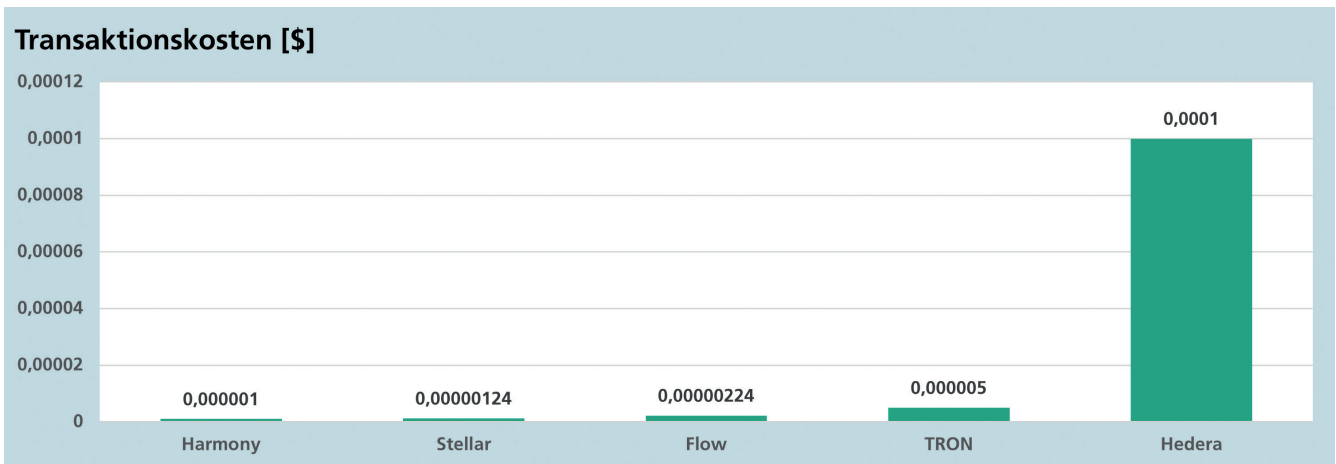 Transaktionskosten [$]
0,00012
0,0001
0,00008
0,00006
0,00004
0,00002
0
0,000001
0,00000124
0,00000224
0,000005
0,0001
Harmony
Stellar
Flow
TRON
Hedera